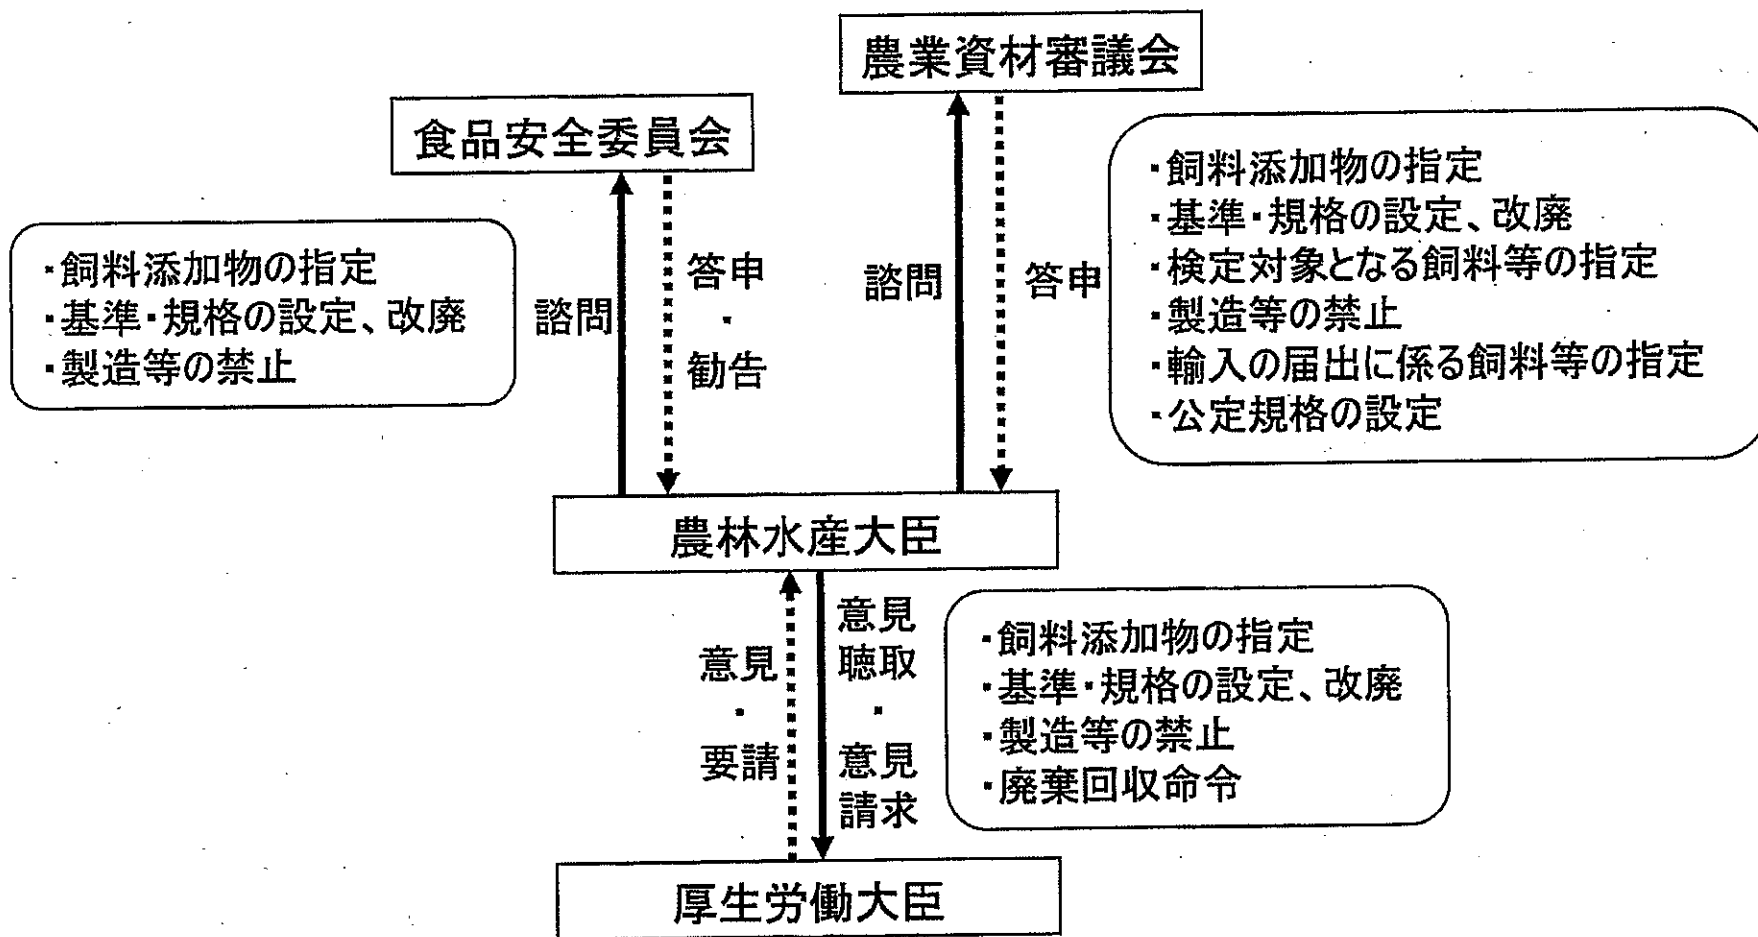 農業資材審議会
食品安全委員会
・飼料添加物の指定
・基準・規格の設定、改廃
・製造等の禁止
諮問
答申
・
勧告
諮問
答申
・飼料添加物の指定
・基準・規格の設定、改廃
・検定対象となる飼料等の指定
・製造等の禁止
・輸入の届出に係る飼料等の指定
・公定規格の設定
農林水産大臣
意見
・
要請
意見
聴取
・
意見
請求
・飼料添加物の指定
・基準・規格の設定、改廃
・製造等の禁止
・廃棄回収命令
厚生労働大臣